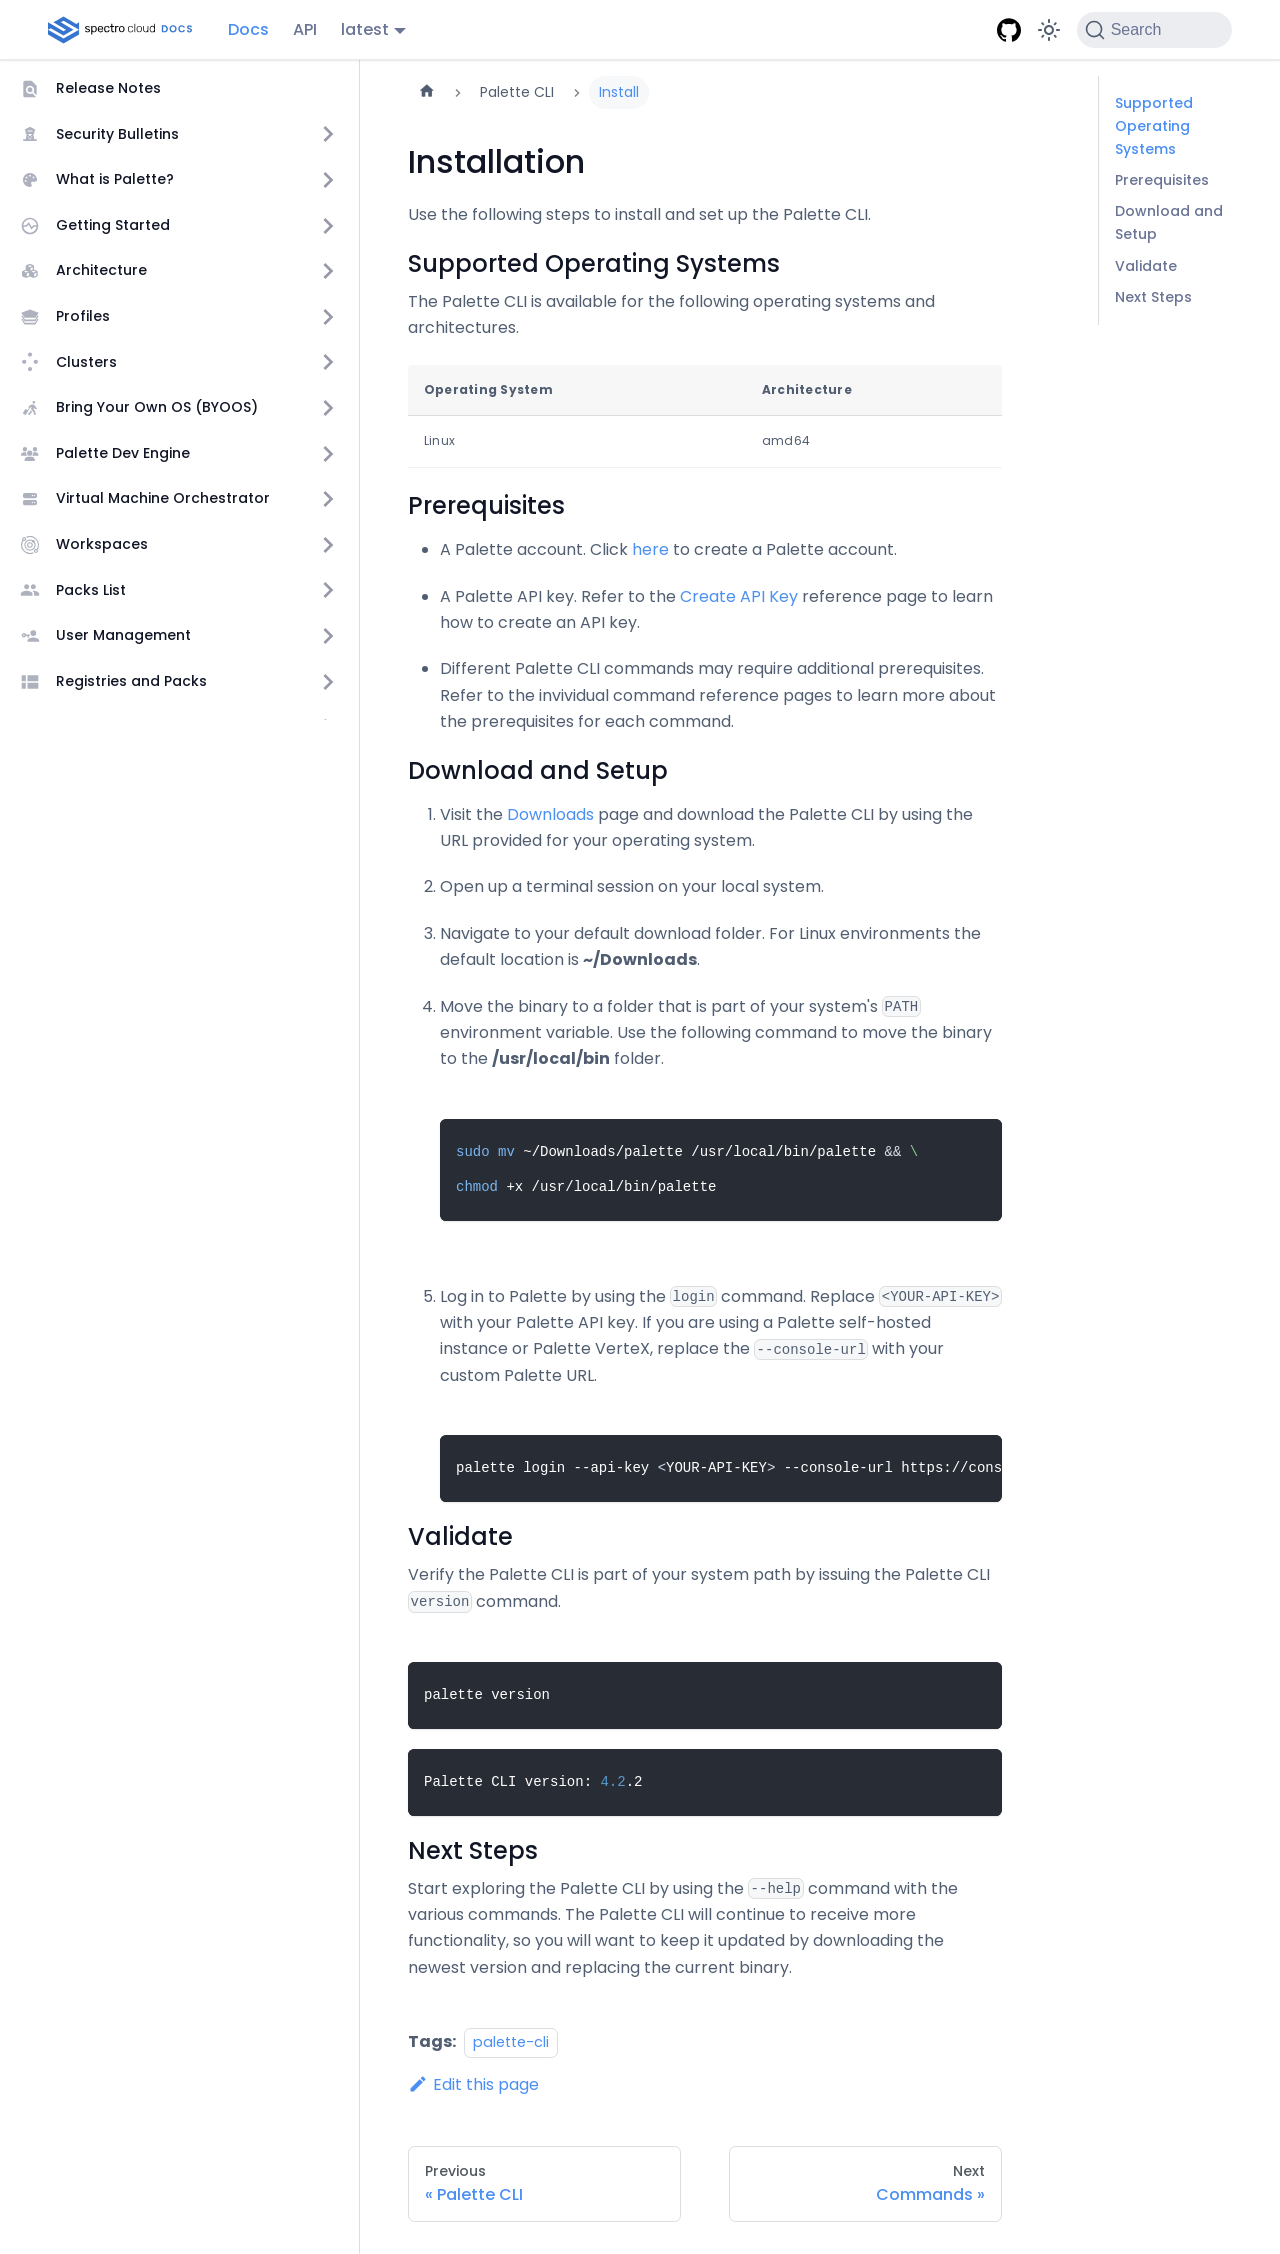 spectro cloud DOCS
Docs
API
latest
Search
Release Notes
Security Bulletins
What is Palette?
Getting Started
Architecture
Profiles
Clusters
Bring Your Own OS (BYOOS)
Palette Dev Engine
Virtual Machine Orchestrator
Workspaces
Packs List
User Management
Registries and Packs
Palette CLI
Install
Installation
Use the following steps to install and set up the Palette CLI.
Supported Operating Systems
The Palette CLI is available for the following operating systems and
architectures.
Operating System Architecture
Linux amd64
Prerequisites
A Palette account. Click here to create a Palette account.
A Palette API key. Refer to the Create API Key reference page to learn
how to create an API key.
Different Palette CLI commands may require additional prerequisites.
Refer to the invividual command reference pages to learn more about
the prerequisites for each command.
Download and Setup
1. Visit the Downloads page and download the Palette CLI by using the
URL provided for your operating system.
2. Open up a terminal session on your local system.
3. Navigate to your default download folder. For Linux environments the
default location is ~/Downloads.
4. Move the binary to a folder that is part of your system's PATH
environment variable. Use the following command to move the binary
to the /usr/local/bin folder.
sudo mv ~/Downloads/palette /usr/local/bin/palette && \
chmod +x /usr/local/bin/palette
5. Log in to Palette by using the login command. Replace <YOUR-API-KEY>
with your Palette API key. If you are using a Palette self-hosted
instance or Palette VerteX, replace the --console-url with your
custom Palette URL.
palette login --api-key <YOUR-API-KEY> --console-url https://cons
Validate
Verify the Palette CLI is part of your system path by issuing the Palette CLI
version command.
palette version
Palette CLI version: 4.2.2
Next Steps
Start exploring the Palette CLI by using the --help command with the
various commands. The Palette CLI will continue to receive more
functionality, so you will want to keep it updated by downloading the
newest version and replacing the current binary.
Tags: palette-cli
Edit this page
Previous
« Palette CLI
Next
Commands »
Supported
Operating
Systems
Prerequisites
Download and
Setup
Validate
Next Steps